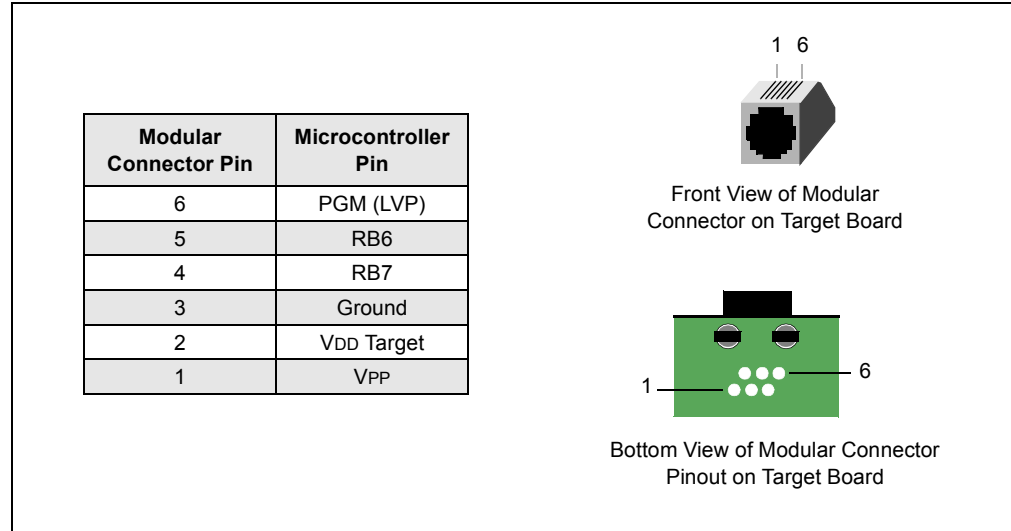 Modular Connector Pin | Microcontroller Pin
6 | PGM (LVP)
5 | RB6
4 | RB7
3 | Ground
2 | VDD Target
1 | VPP
1 6
Front View of Modular
Connector on Target Board
1
6
Bottom View of Modular Connector
Pinout on Target Board